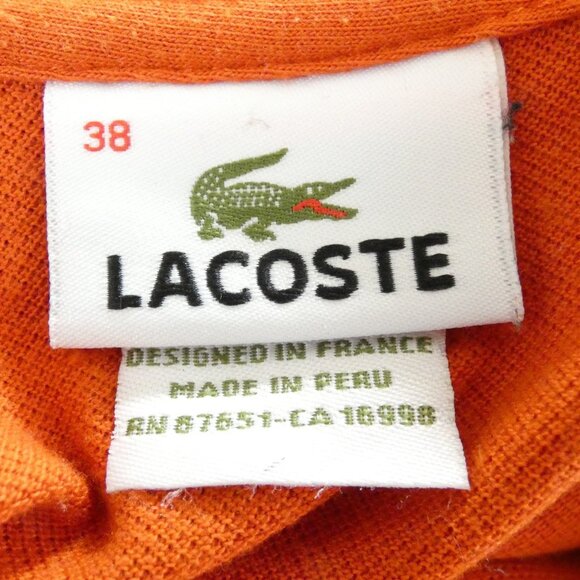 38
LACOSTE
DESIGNED IN FRANCE
MADE IN PERU
RN 87651-CA 16998